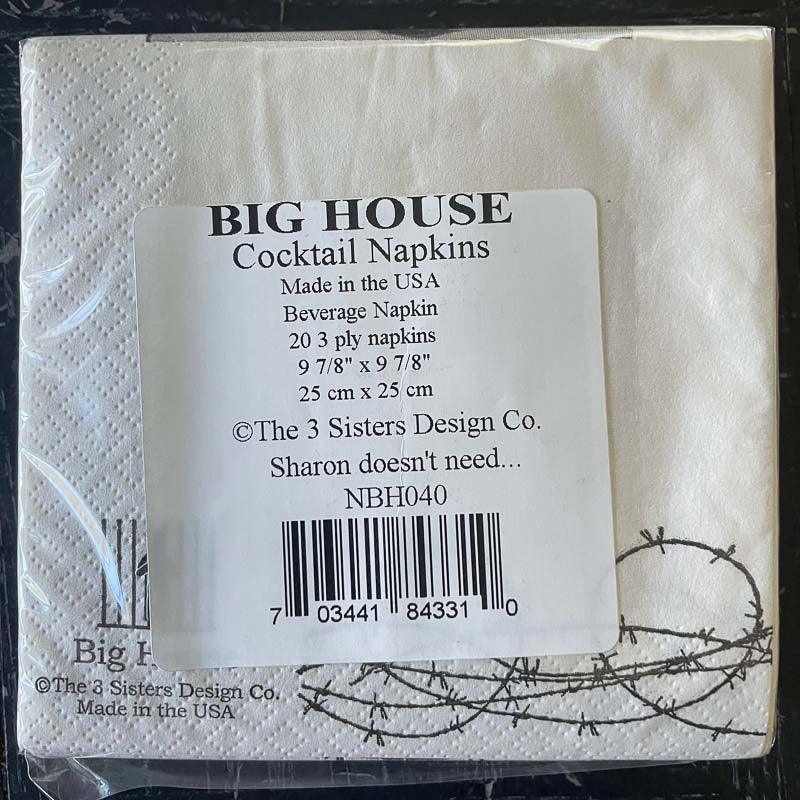 BIG HOUSE
Cocktail Napkins
Made in the USA
Beverage Napkin
20 3 ply napkins
9 7/8" x 9 7/8"
25 cm x 25 cm
©The 3 Sisters Design Co.
Sharon doesn't need...
NBH040
7 03441 84331 0
Big
©The 3 Sisters Design Co.
Made in the USA